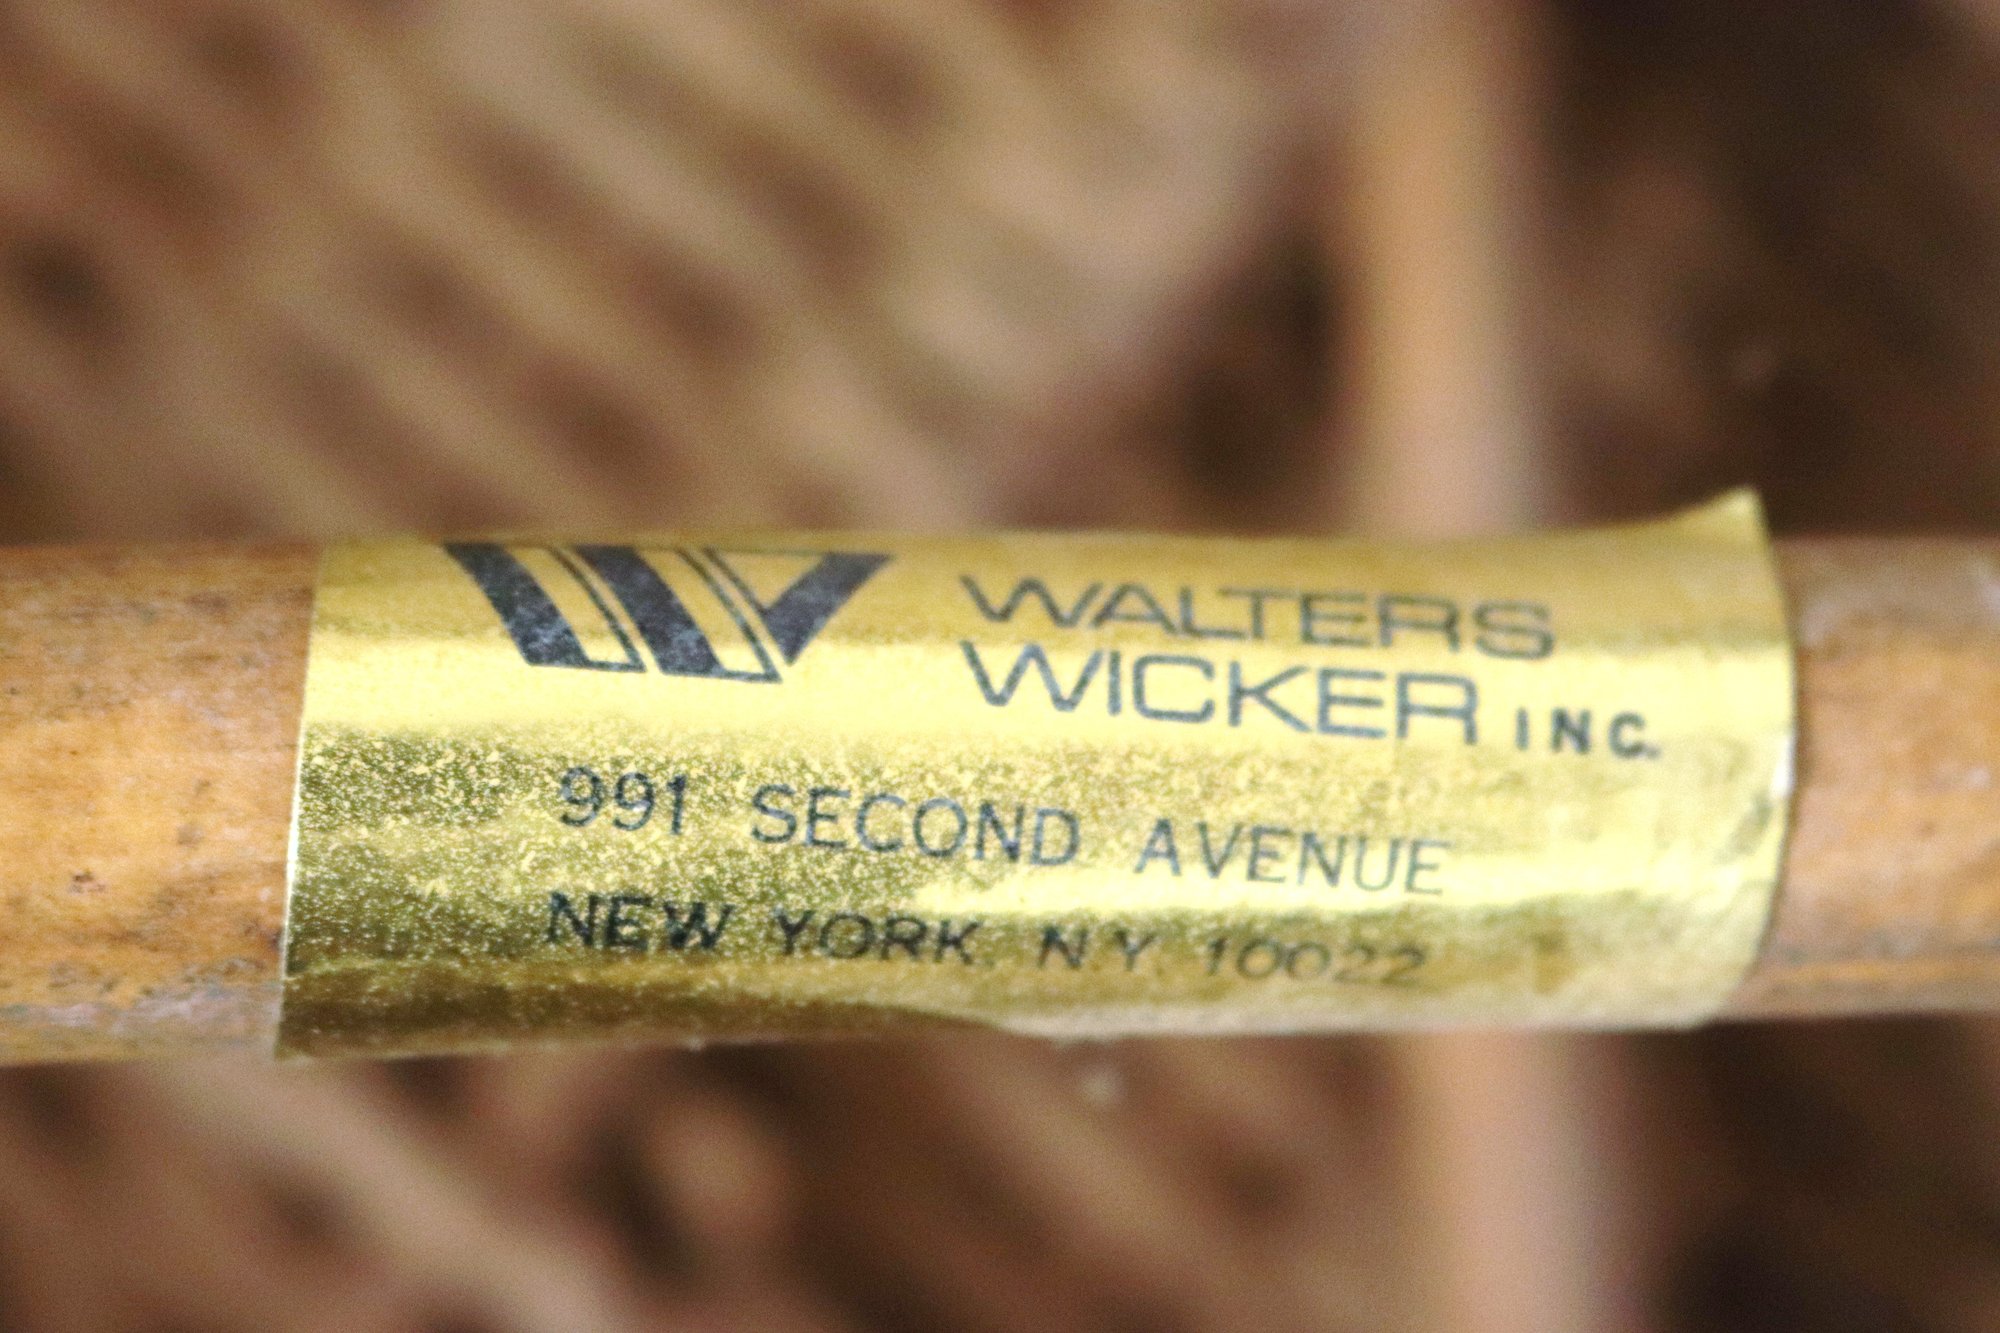 WALTERS
WICKER INC.
991 SECOND AVENUE
NEW YORK N Y 10022